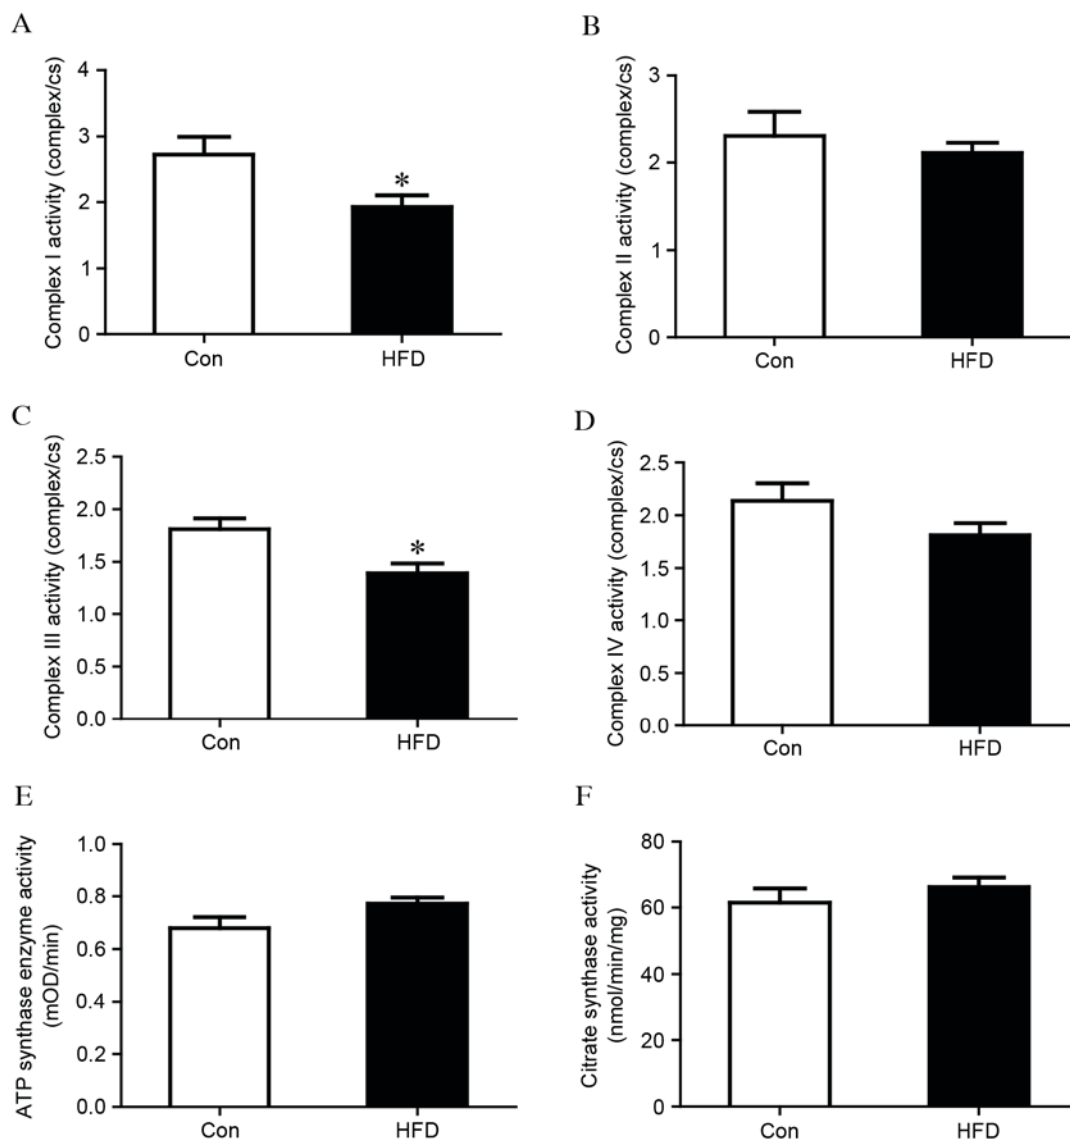 A
Complex I activity (complex/cs)
4
3
2
1
0
*
Con
HFD
B
Complex II activity (complex/cs)
3
2
1
0
Con
HFD
C
Complex III activity (complex/cs)
2.5
2.0
1.5
1.0
0.5
0.0
*
Con
HFD
D
Complex IV activity (complex/cs)
2.5
2.0
1.5
1.0
0.5
0.0
Con
HFD
E
ATP synthase enzyme activity
(mOD/min)
1.0
0.8
0.6
0.4
0.2
0.0
Con
HFD
F
Citrate synthase activity
(nmol/min/mg)
80
60
40
20
0
Con
HFD